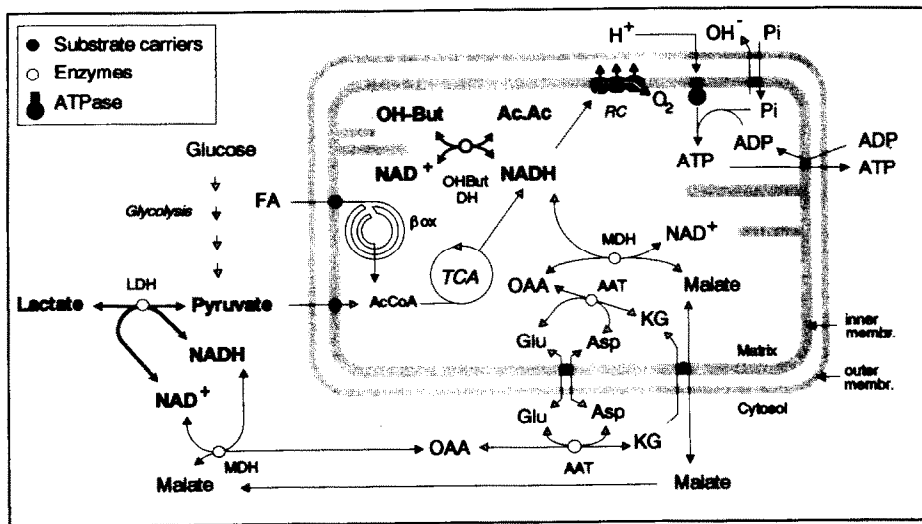 Substrate carriers
Enzymes
ATPase
H+
OH-
Pi
RC
O2
Pi
OH-But
Ac.Ac
ADP
ADP
Glucose
NAD+
NADH
ATP
ATP
OHBut
DH
FA
Glycolysis
β ox
NAD+
MDH
LDH
TCA
OAA
Malate
AAT
Lactate
Pyruvate
AcCoA
KG
Glu
Asp
inner
membr.
NADH
Matrix
outer
membr.
NAD+
Cytosol
Glu
Asp
OAA
KG
MDH
AAT
Malate
Malate